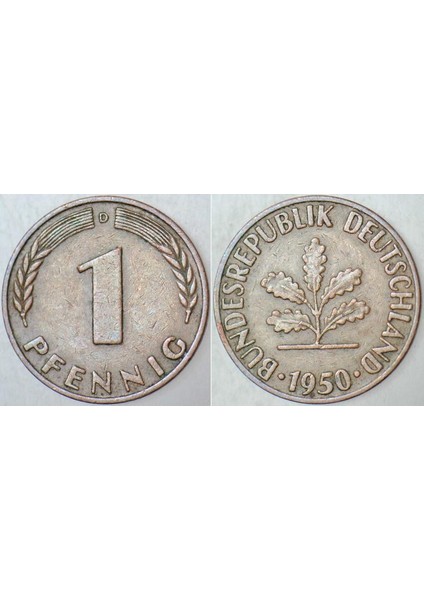 D
1
PFENNIG
BUNDESREPUBLIK DEUTSCHLAND
· 1950 ·